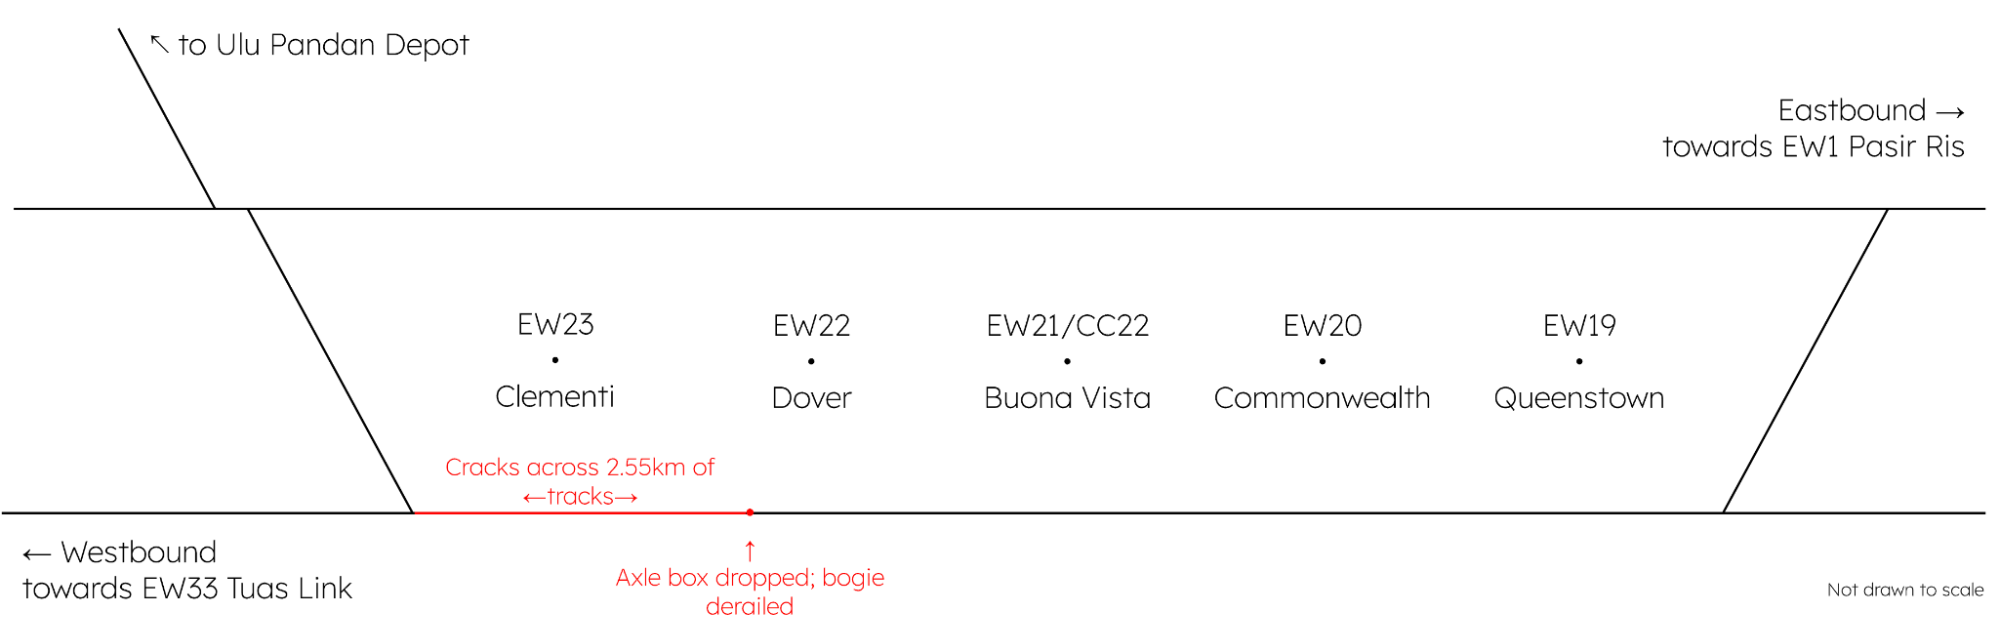 ↖ to Ulu Pandan Depot
Eastbound →
towards EW1 Pasir Ris
EW23
Clementi
EW22
Dover
EW21/CC22
Buona Vista
EW20
Commonwealth
EW19
Queenstown
Cracks across 2.55km of
←tracks→
↑
Axle box dropped; bogie
derailed
← Westbound
towards EW33 Tuas Link
Not drawn to scale